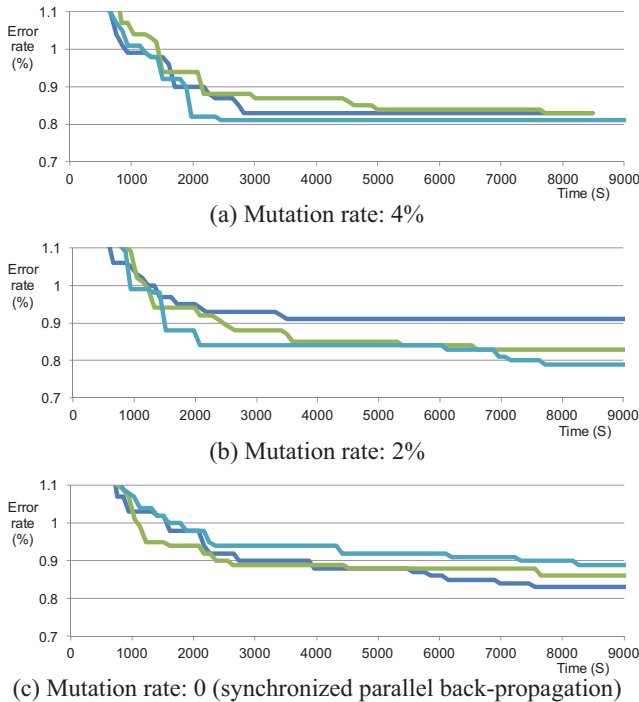 Error
rate
(%)
1.1
1
0.9
0.8
0.7
0 1000 2000 3000 4000 5000 6000 7000 8000 9000
Time (S)
(a) Mutation rate: 4%
Error
rate
(%)
1.1
1
0.9
0.8
0.7
0 1000 2000 3000 4000 5000 6000 7000 8000 9000
Time (S)
(b) Mutation rate: 2%
Error
rate
(%)
1.1
1
0.9
0.8
0.7
0 1000 2000 3000 4000 5000 6000 7000 8000 9000
Time (S)
(c) Mutation rate: 0 (synchronized parallel back-propagation)